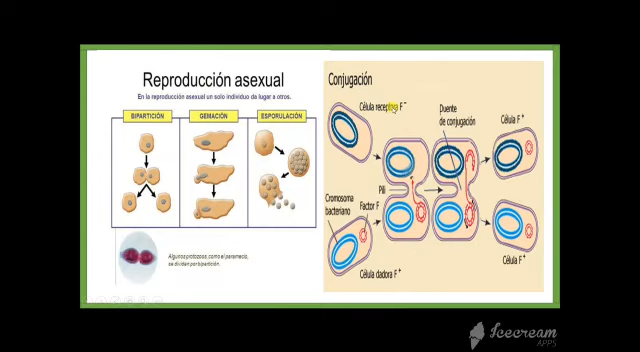 Reproducción asexual
En la reproducción asexual un solo individuo da lugar a otros.
BIPARTICIÓN
GEMACIÓN
ESPORULACIÓN
Algunos protozoos, como el paramecio,
se dividen por bipartición.
Conjugación
Célula receptora F-
Duente
de conjugación
Célula F+
Pili
Cromosoma
bacteriano
Factor F
Célula dadora F+
Célula F+
Icecream
APPS